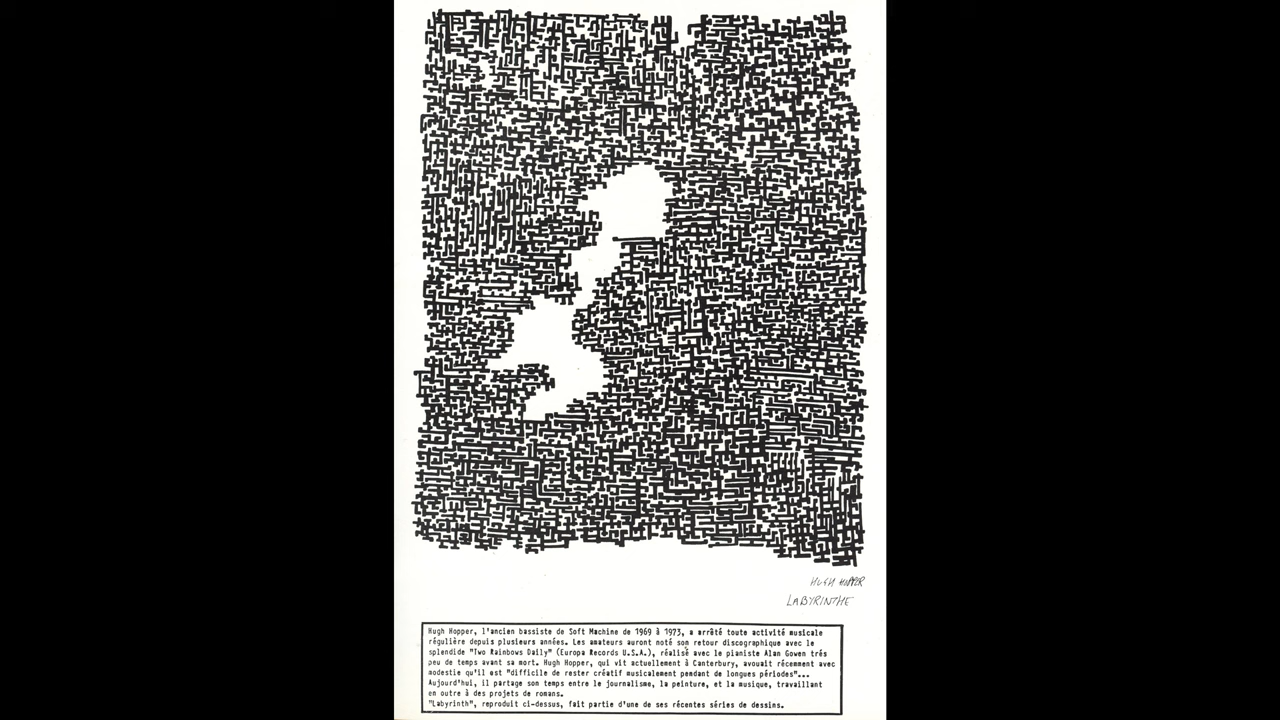 HUGH HOPPER
LABYRINTHE
Hugh Hopper, l'ancien bassiste de Soft Machine de 1969 à 1973, a arrêté toute activité musicale
régulière depuis plusieurs années. Les amateurs auront noté son retour discographique avec le
splendide "Two Rainbows Daily" (Europa Records U.S.A.), réalisé avec le pianiste Alan Gowen trés
peu de temps avant sa mort. Hugh Hopper, qui vit actuellement à Canterbury, avouait récemment avec
modestie qu'il est "difficile de rester créatif musicalement pendant de longues périodes"...
Aujourd'hui, il partage son temps entre le journalisme, la peinture, et la musique, travaillant
en outre à des projets de romans.
"Labyrinth", reproduit ci-dessus, fait partie d'une de ses récentes séries de dessins.